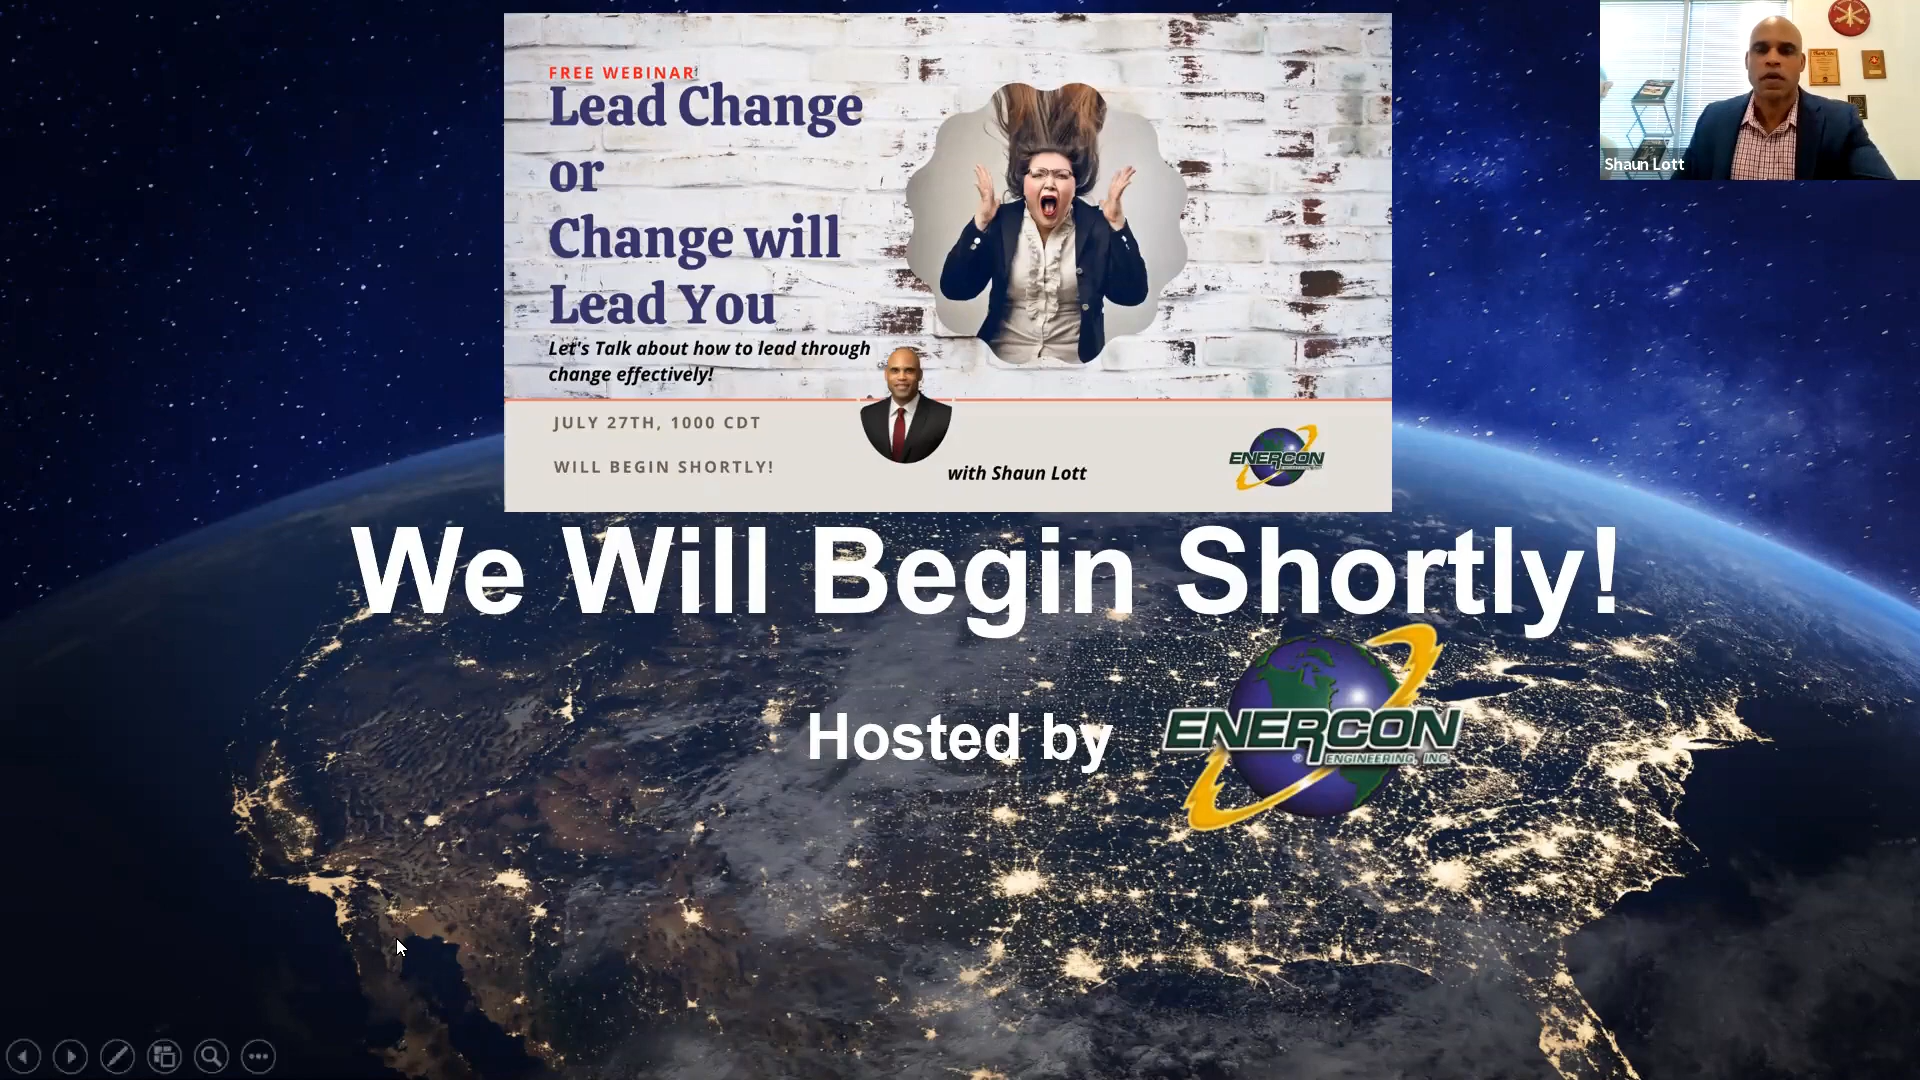 FREE WEBINAR!
Lead Change
or
Change will
Lead You
Let's Talk about how to lead through
change effectively!
JULY 27TH, 1000 CDT
WILL BEGIN SHORTLY!
with Shaun Lott
ENERCON
Shaun Lott
We Will Begin Shortly!
Hosted by
ENERCON
® ENGINEERING, INC.